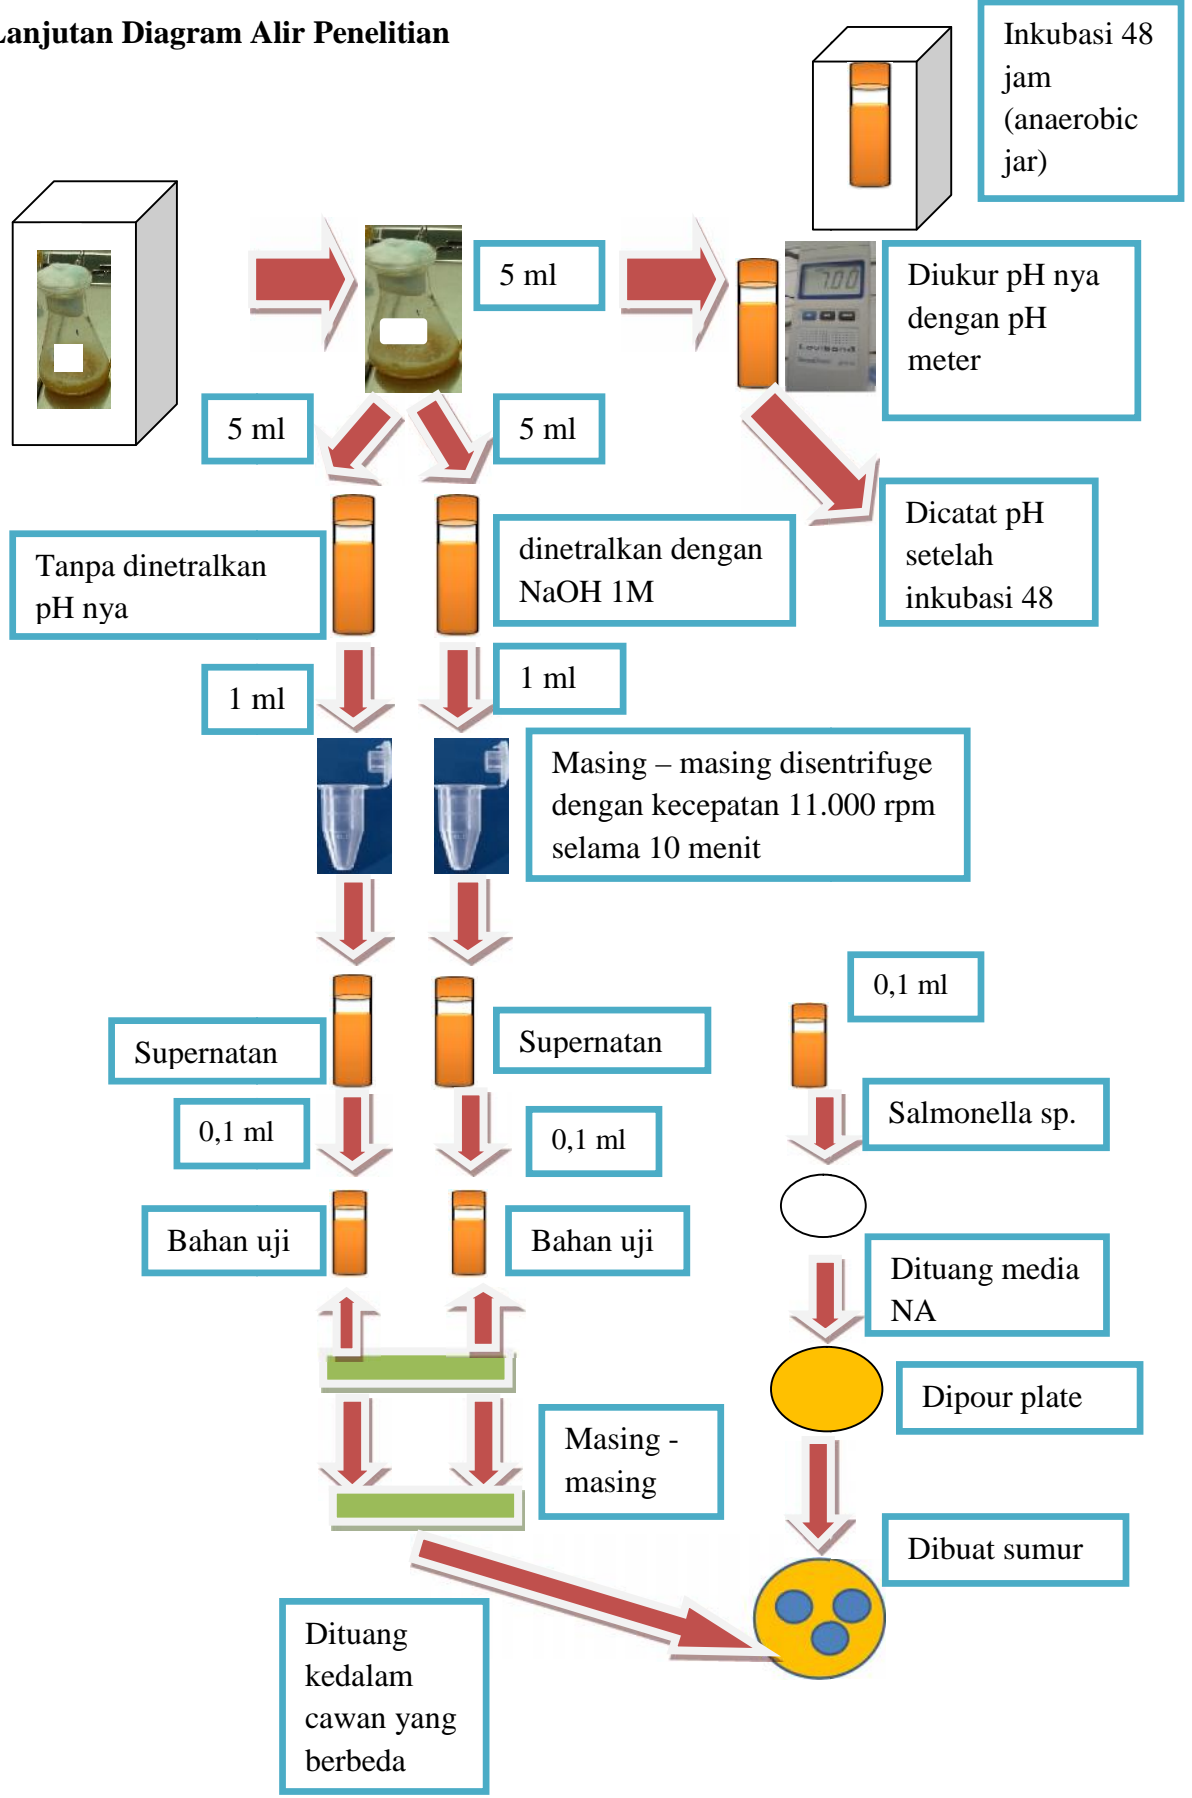 Lanjutan Diagram Alir Penelitian
Inkubasi 48
jam
(anaerobic
jar)
5 ml
7.00
Lovibond
Diukur pH nya
dengan pH
meter
5 ml
5 ml
Dicatat pH
setelah
inkubasi 48
Tanpa dinetralkan
pH nya
dinetralkan dengan
NaOH 1M
1 ml
1 ml
Masing – masing disentrifuge
dengan kecepatan 11.000 rpm
selama 10 menit
0,1 ml
Supernatan
Supernatan
Salmonella sp.
0,1 ml
0,1 ml
Bahan uji
Bahan uji
Dituang media
NA
Dipour plate
Masing -
masing
Dibuat sumur
Dituang
kedalam
cawan yang
berbeda